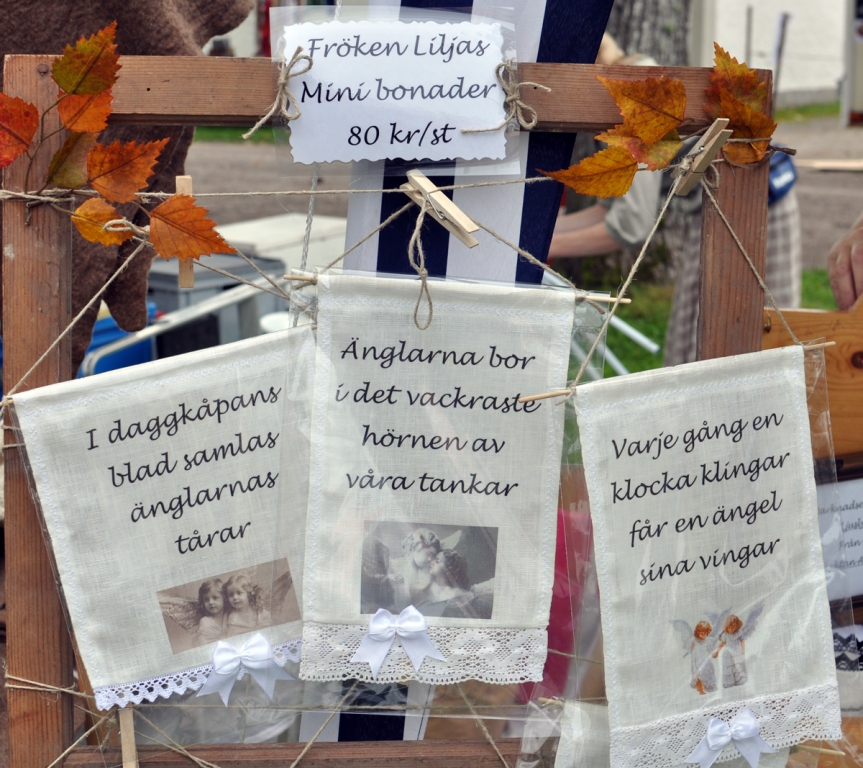 Fröken Liljas
Mini bonader
80 kr/st
I daggkåpans
blad samlas
änglarnas
tårar
Änglarna bor
i det vackraste
hörnen av
våra tankar
Varje gång en
klocka klingar
får en ängel
sina vingar
Från